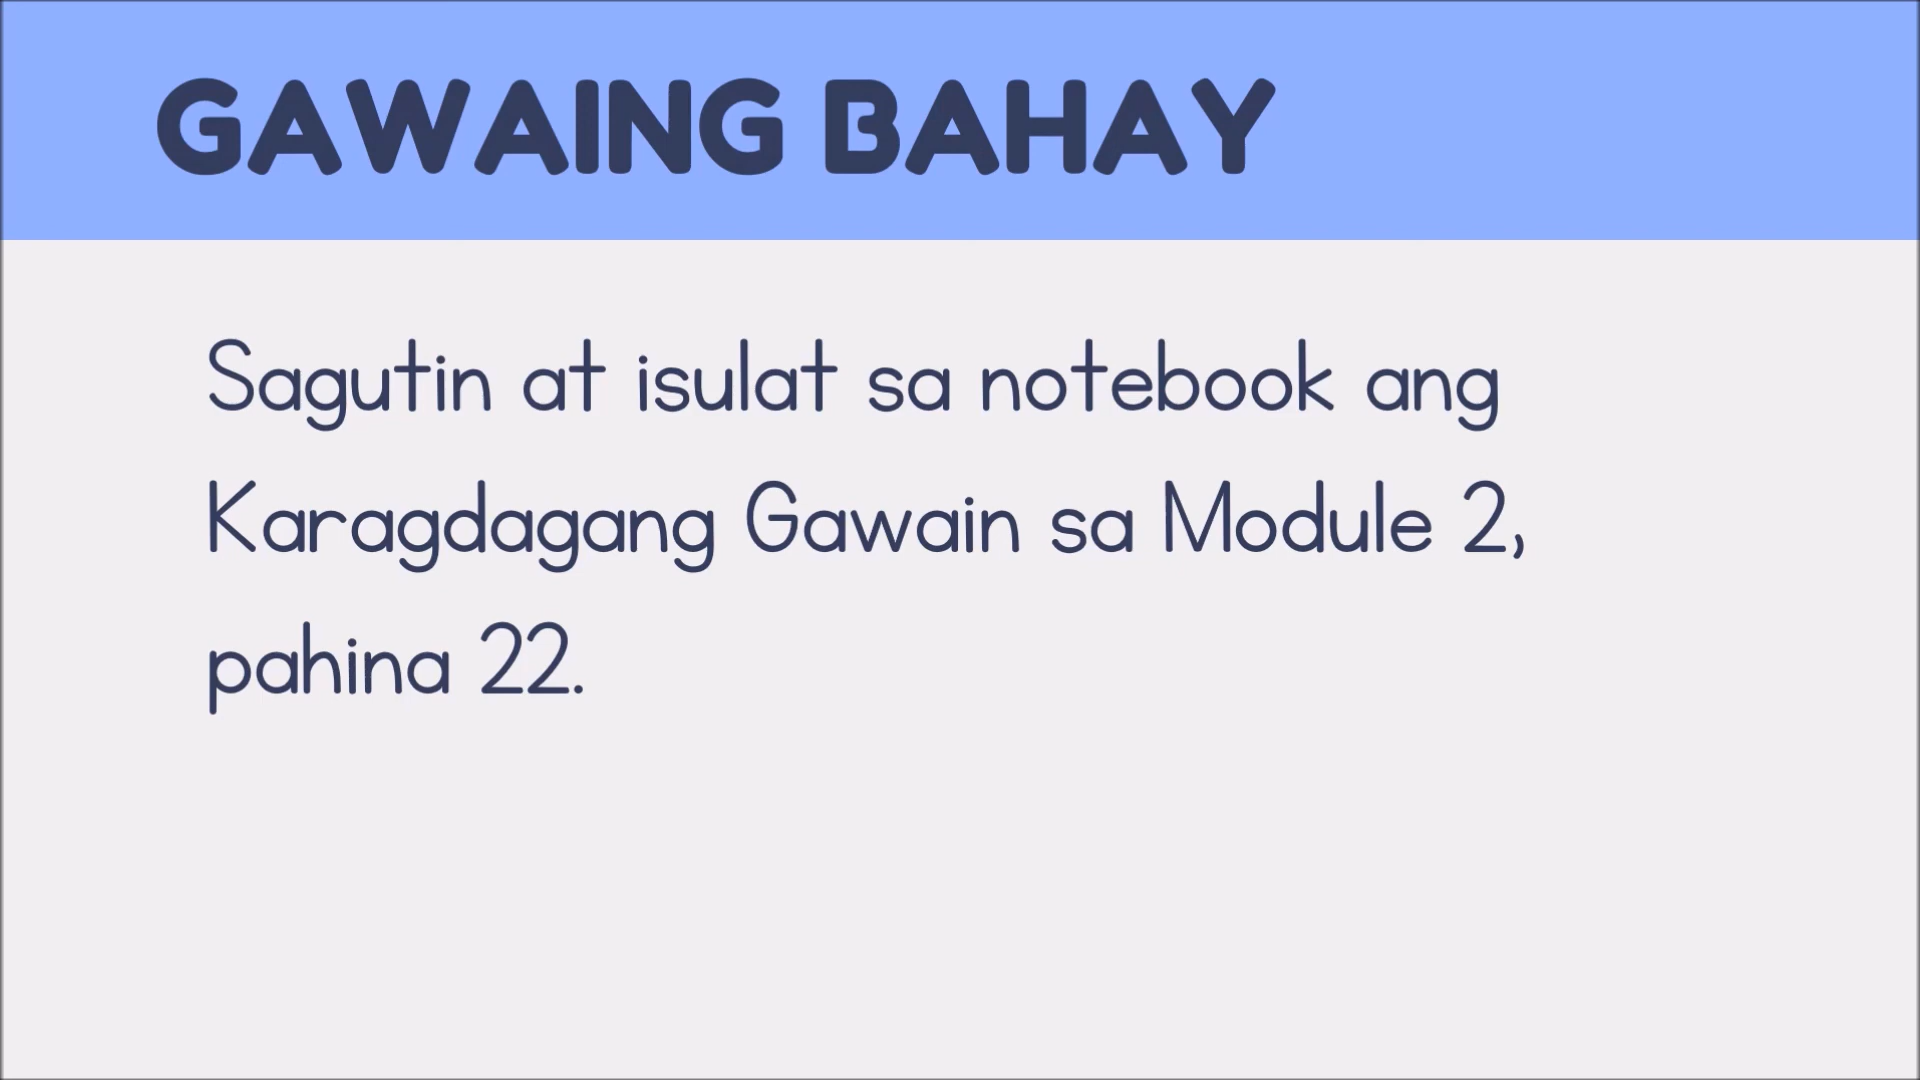 GAWAING BAHAY
Sagutin at isulat sa notebook ang
Karagdagang Gawain sa Module 2,
pahina 22.